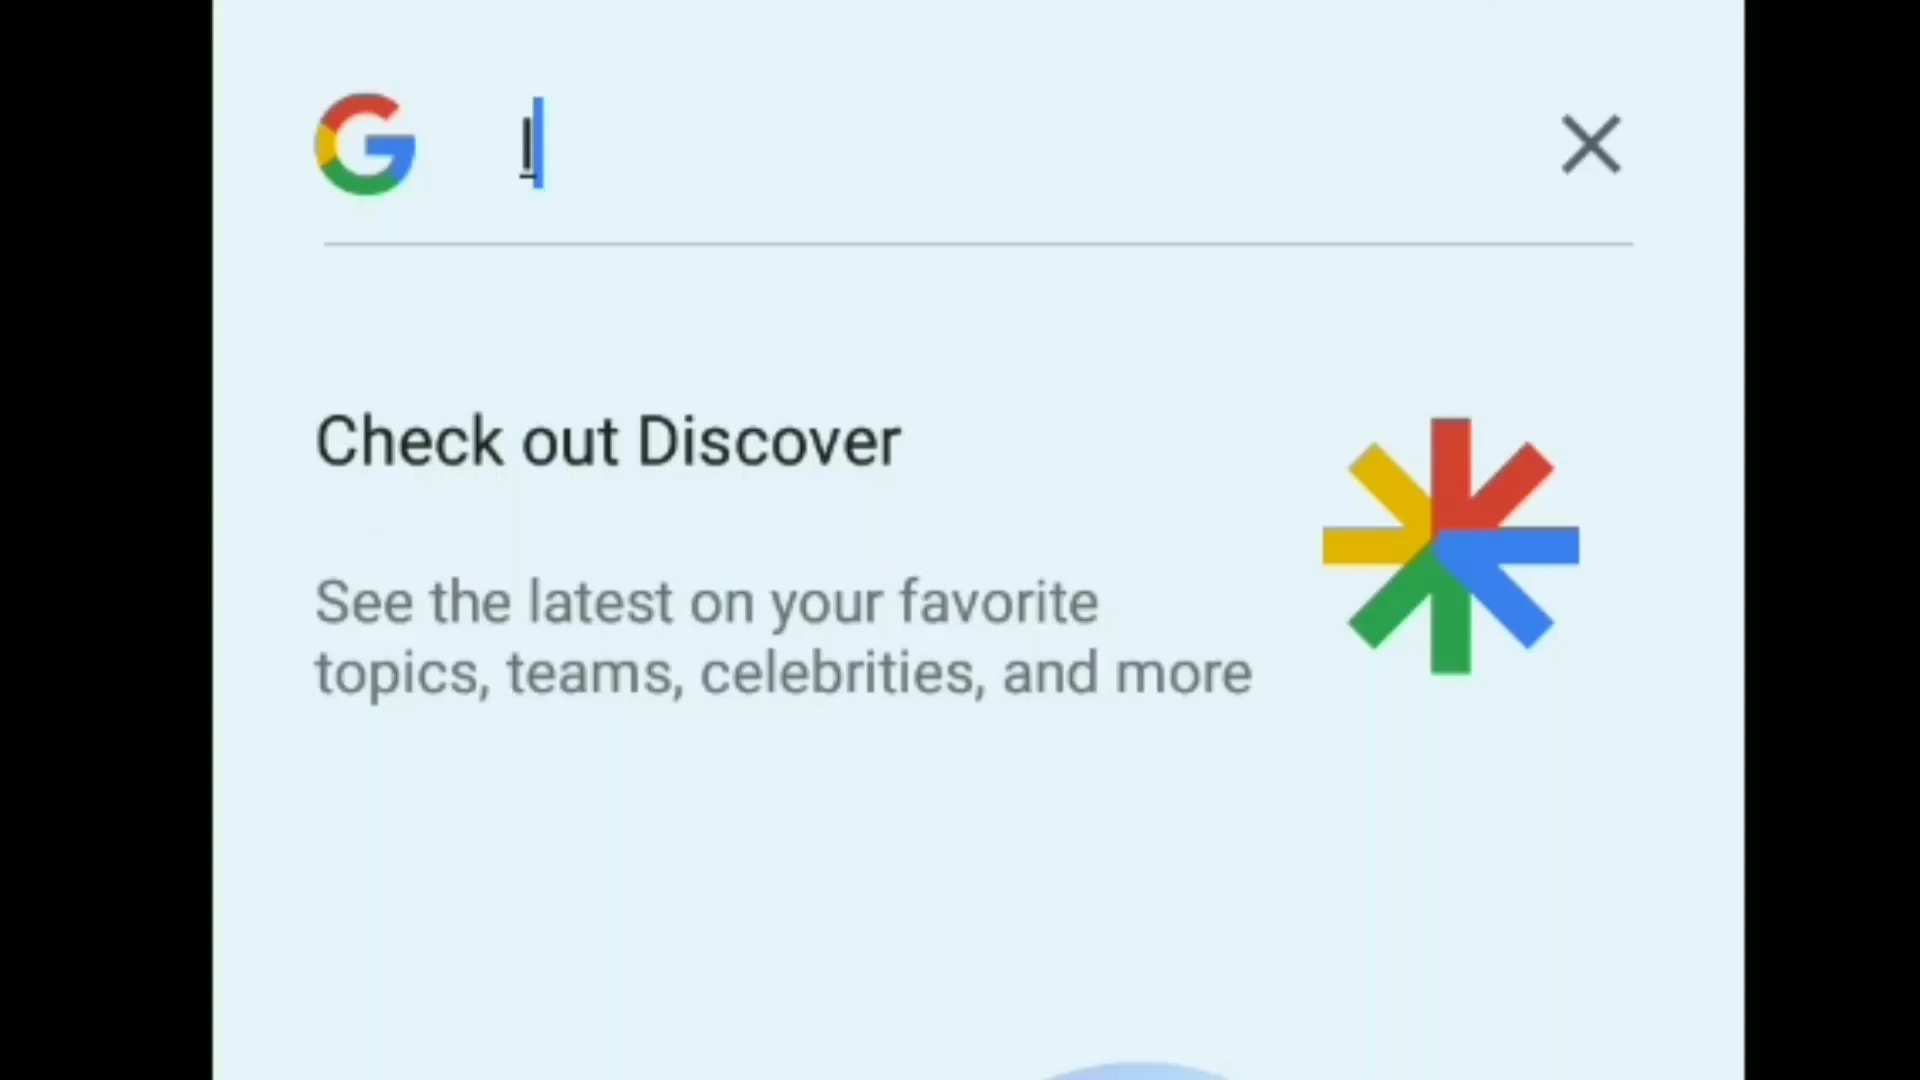 I
Check out Discover
See the latest on your favorite
topics, teams, celebrities, and more